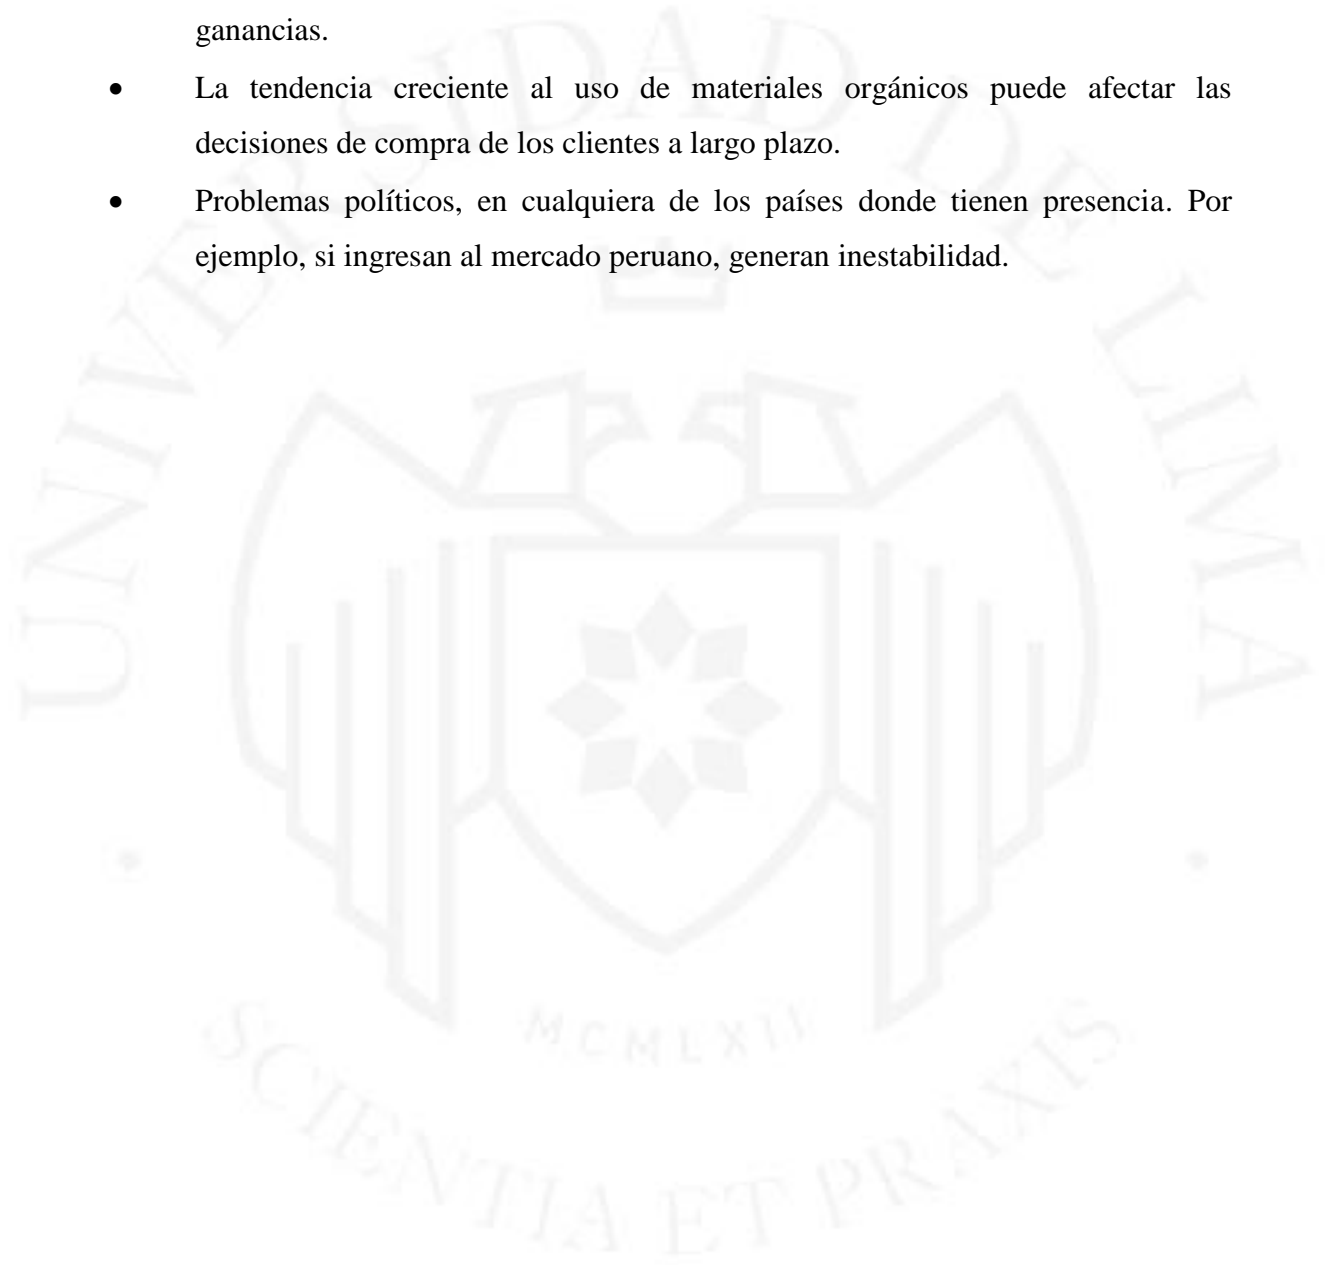 ganancias.
• La tendencia creciente al uso de materiales orgánicos puede afectar las
decisiones de compra de los clientes a largo plazo.
• Problemas políticos, en cualquiera de los países donde tienen presencia. Por
ejemplo, si ingresan al mercado peruano, generan inestabilidad.
UNIVERSIDAD DE LIMA
MCMLXII
SCIENTIA ET PRAXIS